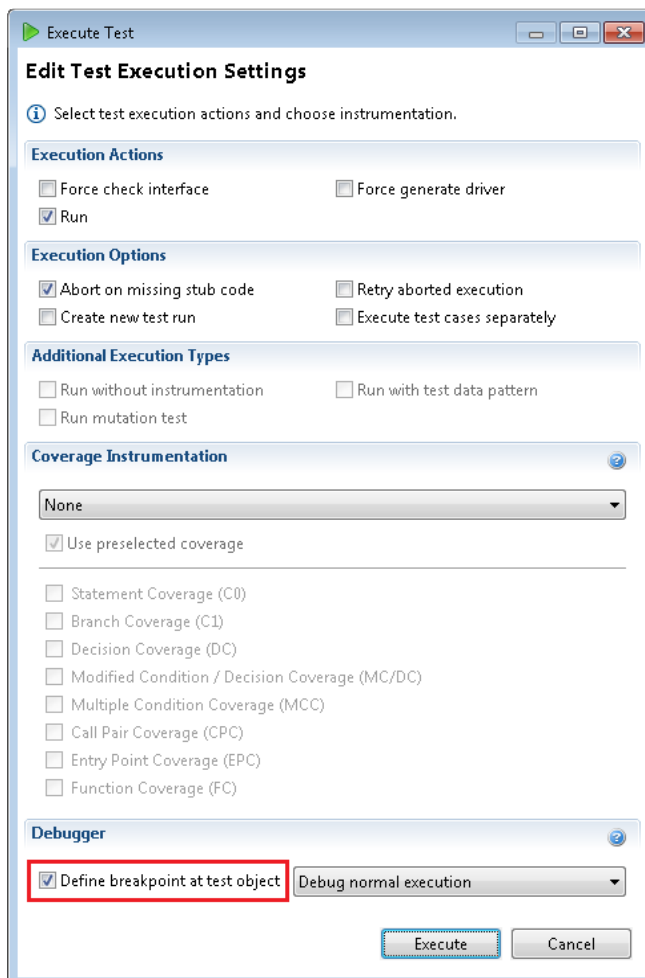 Execute Test
Edit Test Execution Settings
Select test execution actions and choose instrumentation.
Execution Actions
Force check interface
Force generate driver
Run
Execution Options
Abort on missing stub code
Retry aborted execution
Create new test run
Execute test cases separately
Additional Execution Types
Run without instrumentation
Run with test data pattern
Run mutation test
Coverage Instrumentation
None
Use preselected coverage
Statement Coverage (C0)
Branch Coverage (C1)
Decision Coverage (DC)
Modified Condition / Decision Coverage (MC/DC)
Multiple Condition Coverage (MCC)
Call Pair Coverage (CPC)
Entry Point Coverage (EPC)
Function Coverage (FC)
Debugger
Define breakpoint at test object
Debug normal execution
Execute
Cancel